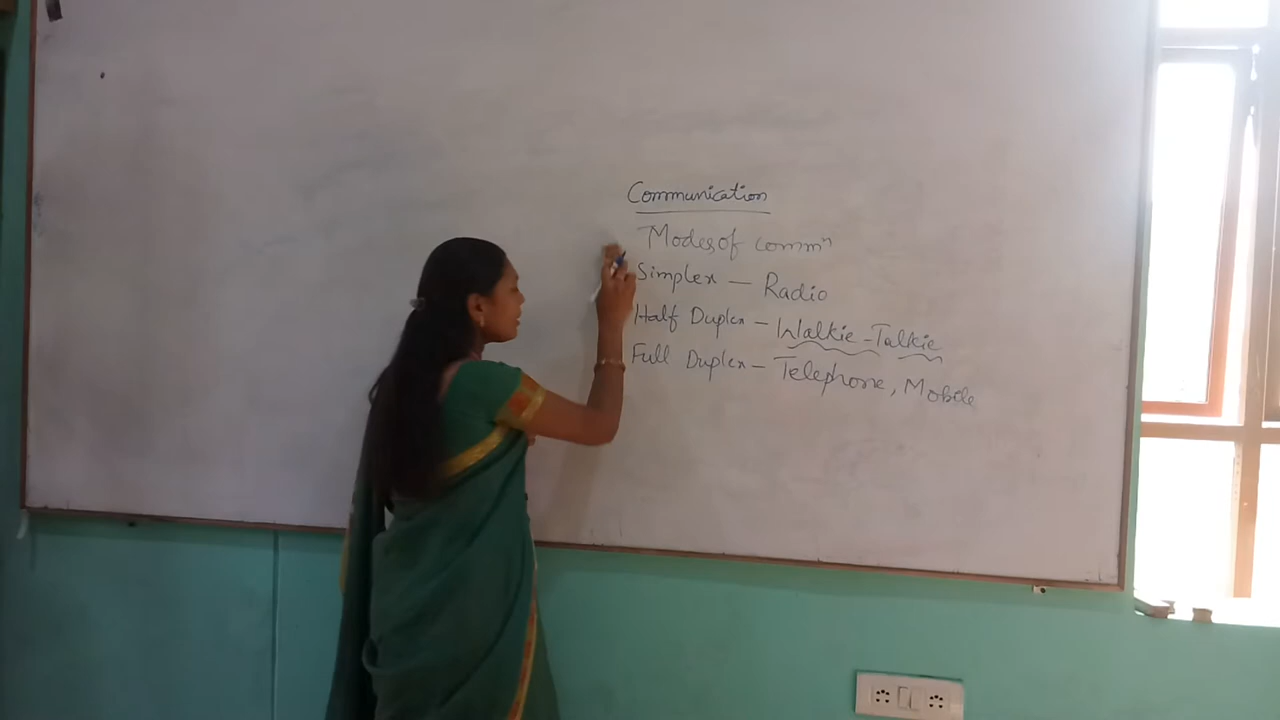 Communication
Modes of commⁿ
Simplex — Radio
Half Duplex — Walkie-Talkie
Full Duplex — Telephone, Mobile